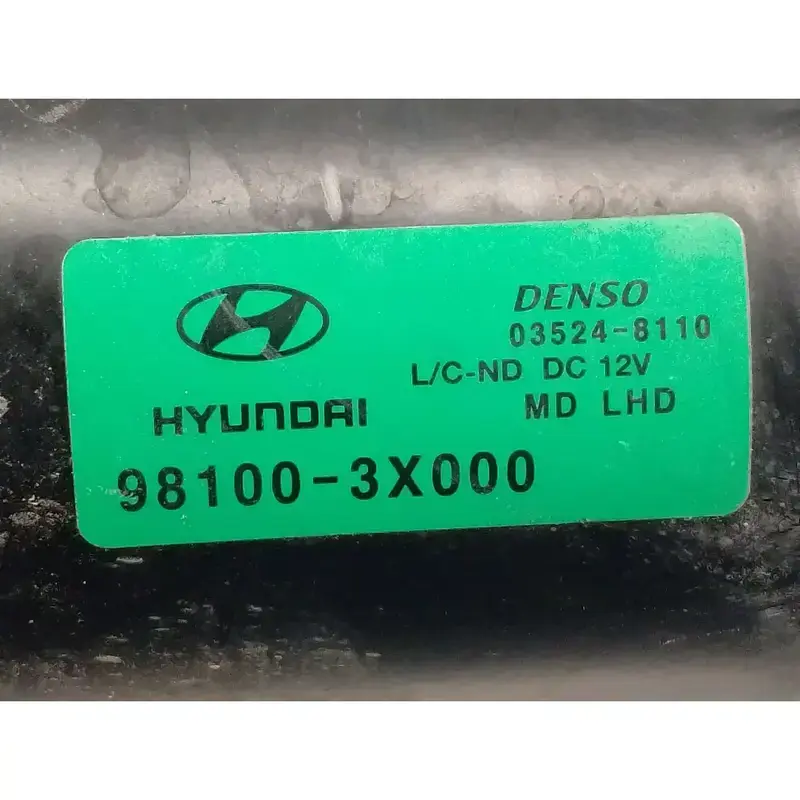 DENSO
03524-8110
L/C-ND DC 12V
HYUNDAI MD LHD
98100-3X000